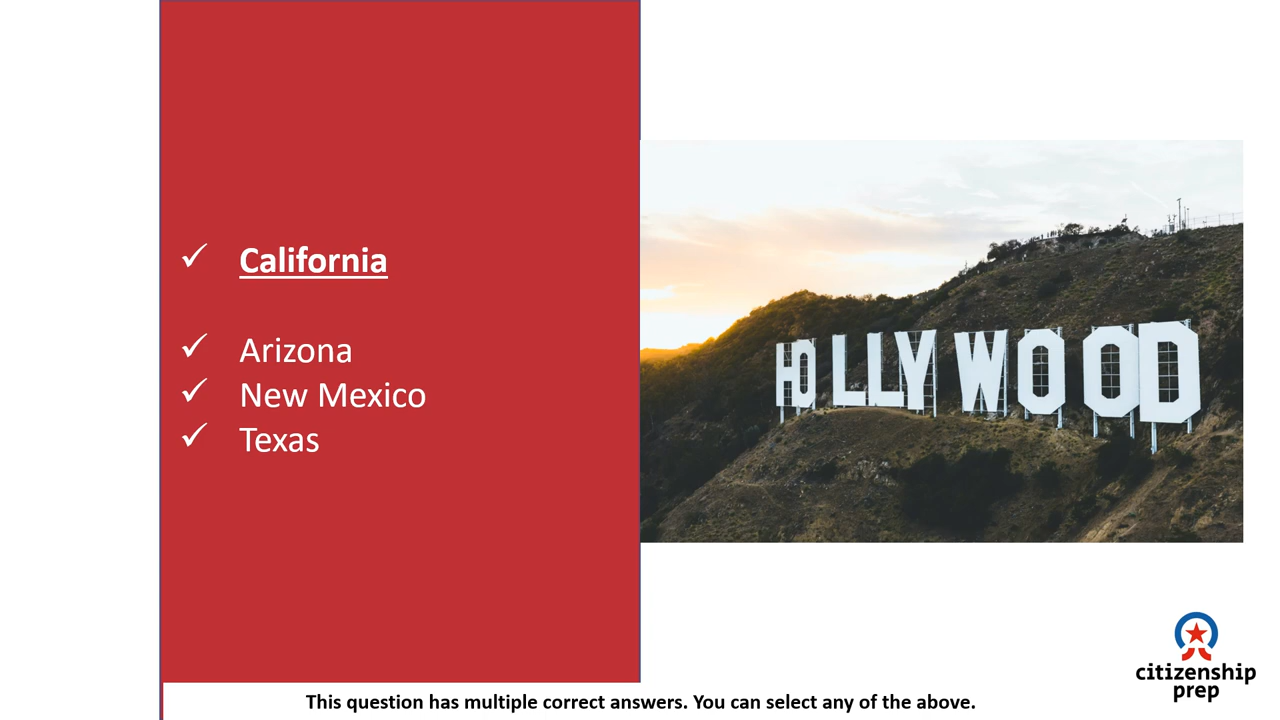 California
Arizona
New Mexico
Texas
HOLLYWOOD
citizenship
prep
This question has multiple correct answers. You can select any of the above.